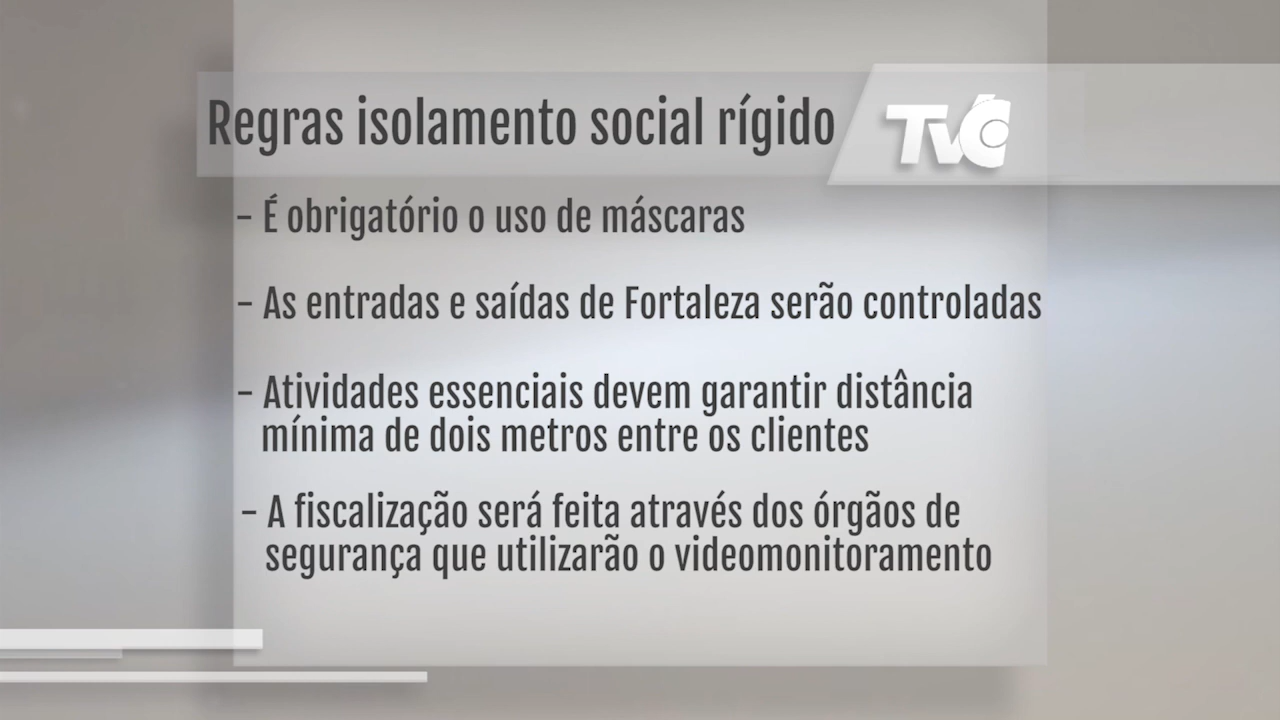 Regras isolamento social rígido
TVC
- É obrigatório o uso de máscaras
- As entradas e saídas de Fortaleza serão controladas
- Atividades essenciais devem garantir distância
mínima de dois metros entre os clientes
- A fiscalização será feita através dos órgãos de
segurança que utilizarão o videomonitoramento